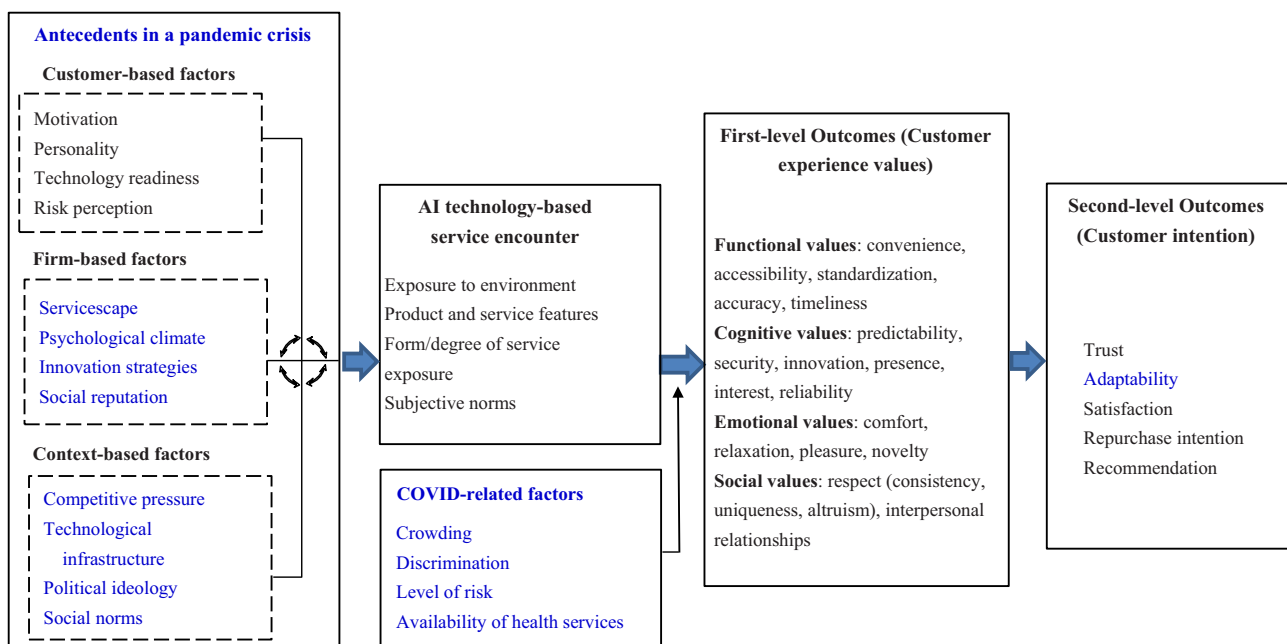 Antecedents in a pandemic crisis
Customer-based factors
Motivation
Personality
Technology readiness
Risk perception
Firm-based factors
Servicescape
Psychological climate
Innovation strategies
Social reputation
Context-based factors
Competitive pressure
Technological
infrastructure
Political ideology
Social norms
AI technology-based
service encounter
Exposure to environment
Product and service features
Form/degree of service
exposure
Subjective norms
COVID-related factors
Crowding
Discrimination
Level of risk
Availability of health services
First-level Outcomes (Customer
experience values)
Functional values: convenience,
accessibility, standardization,
accuracy, timeliness
Cognitive values: predictability,
security, innovation, presence,
interest, reliability
Emotional values: comfort,
relaxation, pleasure, novelty
Social values: respect (consistency,
uniqueness, altruism), interpersonal
relationships
Second-level Outcomes
(Customer intention)
Trust
Adaptability
Satisfaction
Repurchase intention
Recommendation